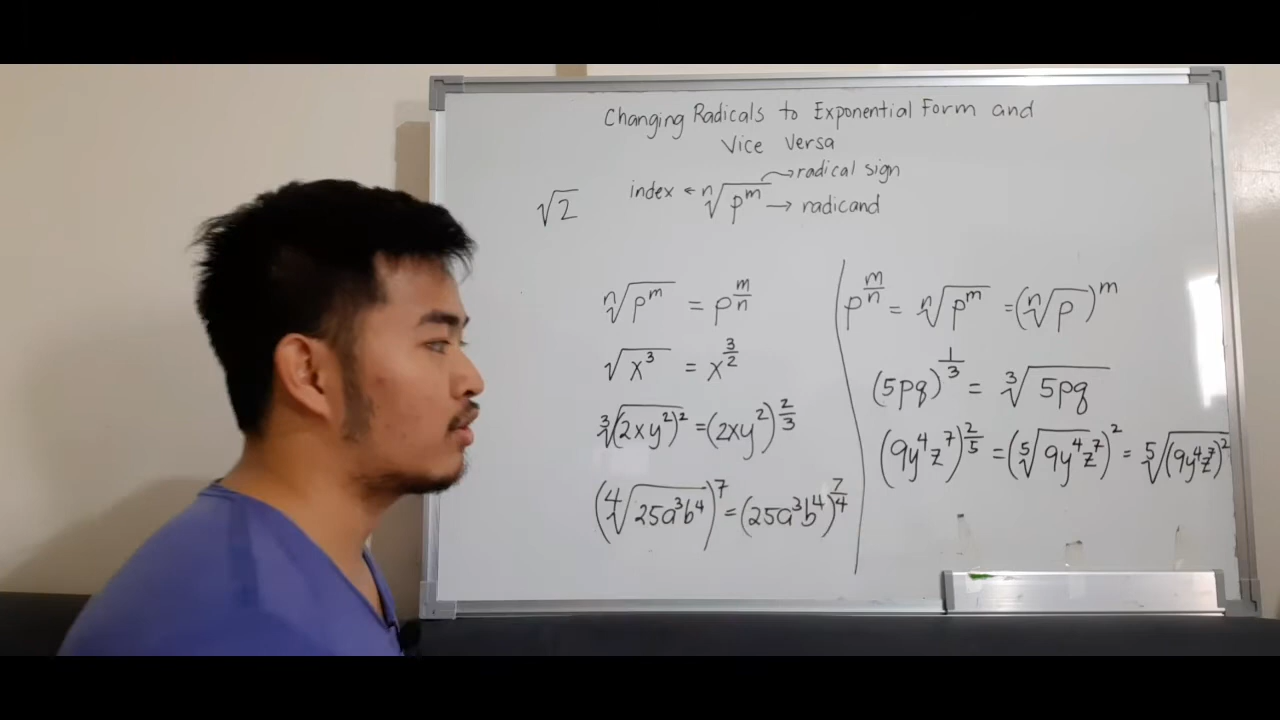 Changing Radicals to Exponential Form and
Vice Versa
√2
index ← ⁿ√(p^m) → radical sign
→ radicand
ⁿ√(p^m) = p^(m/n)
√(x³) = x^(3/2)
³√((2xy²)²) = (2xy²)^(2/3)
(⁴√(25a³b⁴))^7 = (25a³b⁴)^(7/4)
p^(m/n) = ⁿ√(p^m) = (ⁿ√p)^m
(5pq)^(1/3) = ³√(5pq)
(9y⁴z⁷)^(2/5) = (⁵√(9y⁴z⁷))² = ⁵√((9y⁴z⁷)²)